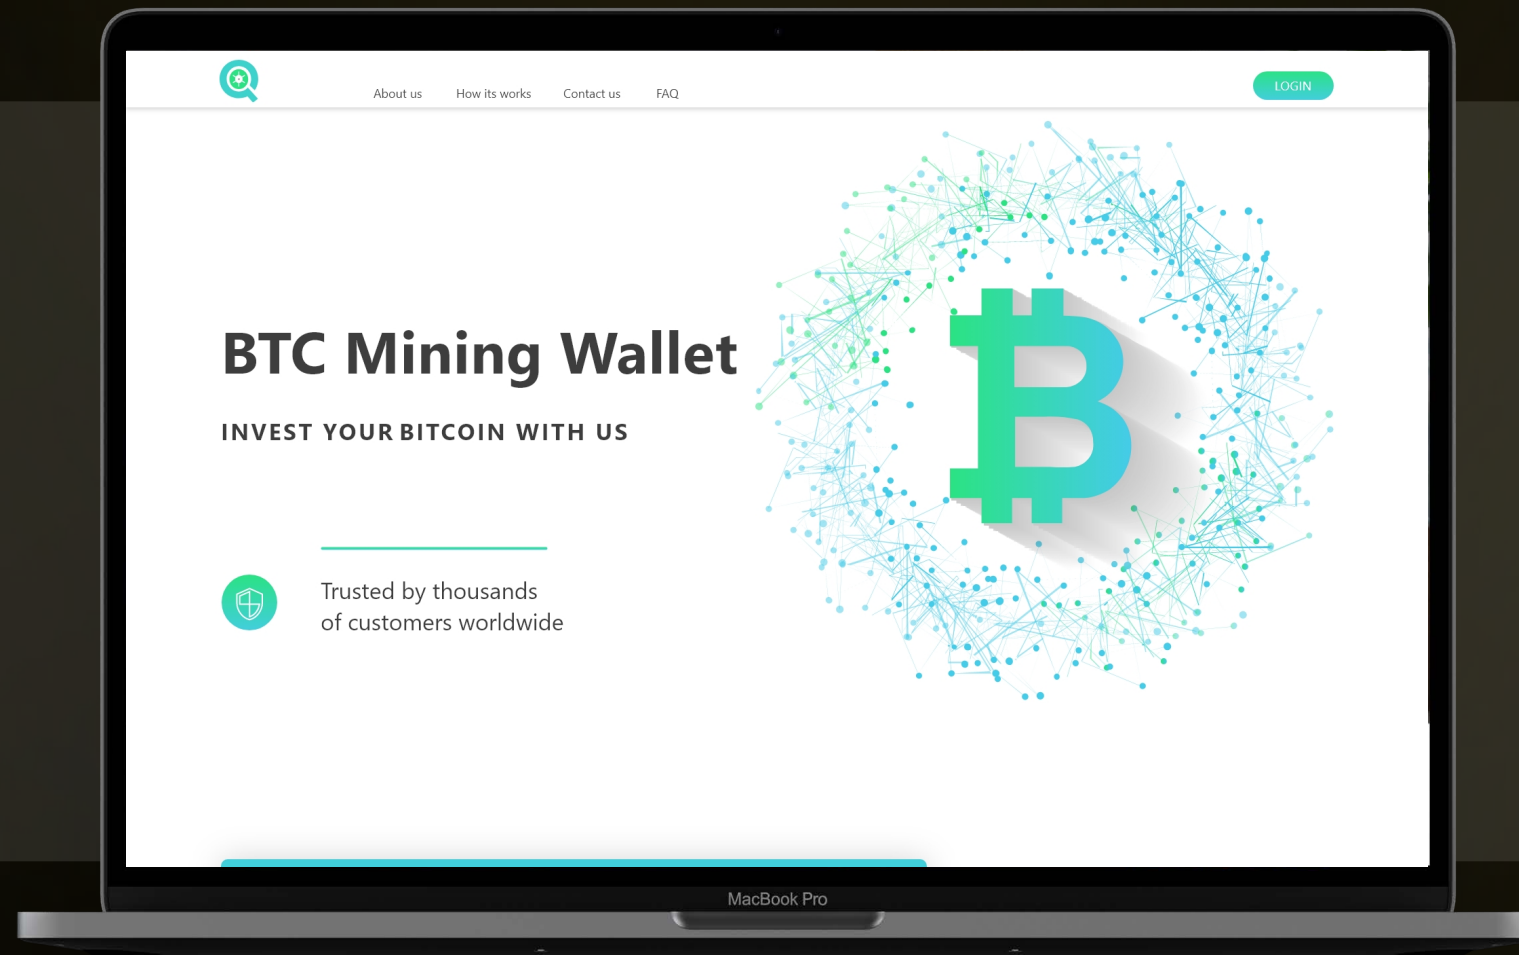 About us
How its works
Contact us
FAQ
LOGIN
BTC Mining Wallet
INVEST YOUR BITCOIN WITH US
Trusted by thousands
of customers worldwide
MacBook Pro